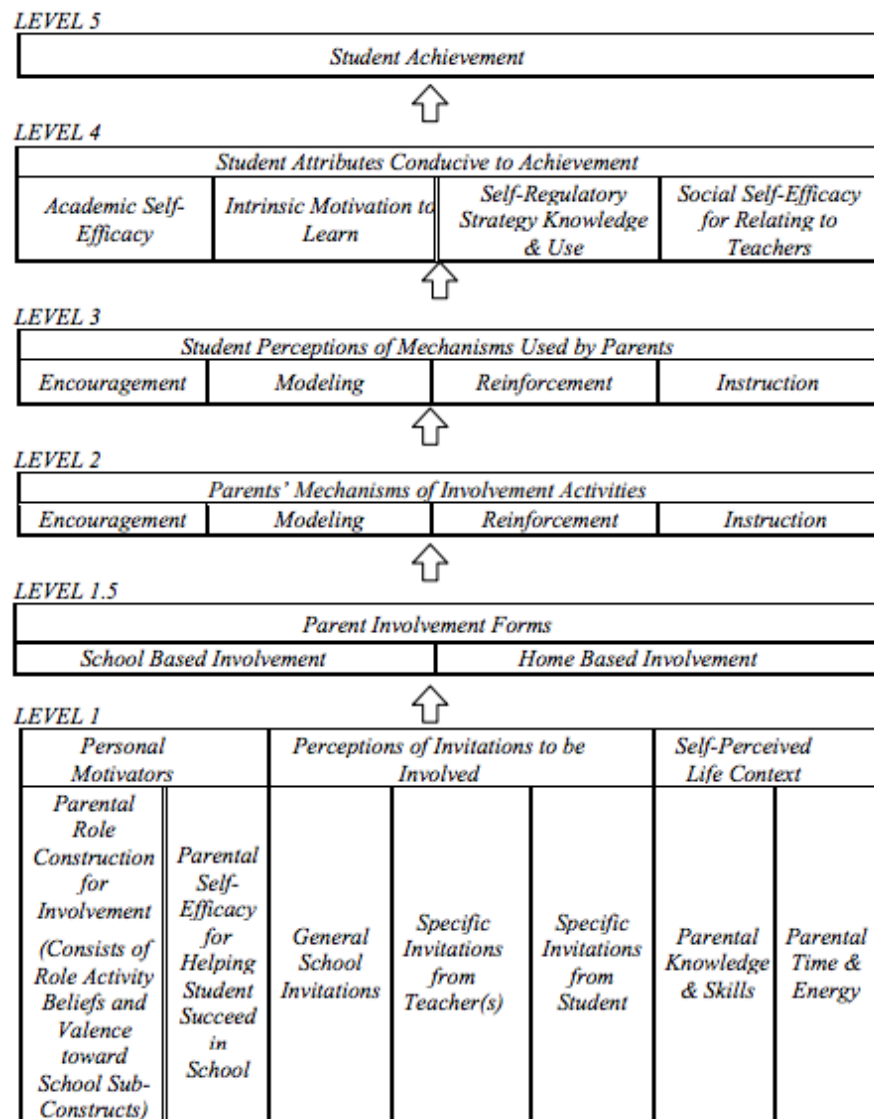 LEVEL 5
Student Achievement
LEVEL 4
Student Attributes Conducive to Achievement
Academic Self-
Efficacy
Intrinsic Motivation to
Learn
Self-Regulatory
Strategy Knowledge
& Use
Social Self-Efficacy
for Relating to
Teachers
LEVEL 3
Student Perceptions of Mechanisms Used by Parents
Encouragement
Modeling
Reinforcement
Instruction
LEVEL 2
Parents’ Mechanisms of Involvement Activities
Encouragement
Modeling
Reinforcement
Instruction
LEVEL 1.5
Parent Involvement Forms
School Based Involvement
Home Based Involvement
LEVEL 1
Personal
Motivators
Perceptions of Invitations to be
Involved
Self-Perceived
Life Context
Parental
Role
Construction
for
Involvement
(Consists of
Role Activity
Beliefs and
Valence
toward
School Sub-
Constructs)
Parental
Self-
Efficacy
for
Helping
Student
Succeed
in
School
General
School
Invitations
Specific
Invitations
from
Teacher(s)
Specific
Invitations
from
Student
Parental
Knowledge
& Skills
Parental
Time &
Energy